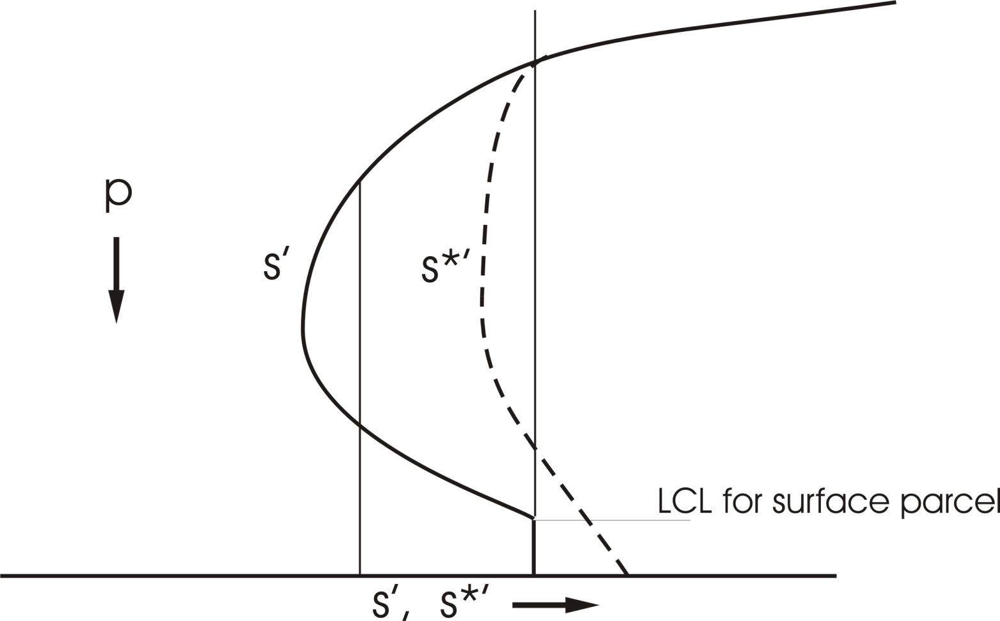 p
s′
s*′
LCL for surface parcel
s′, s*′